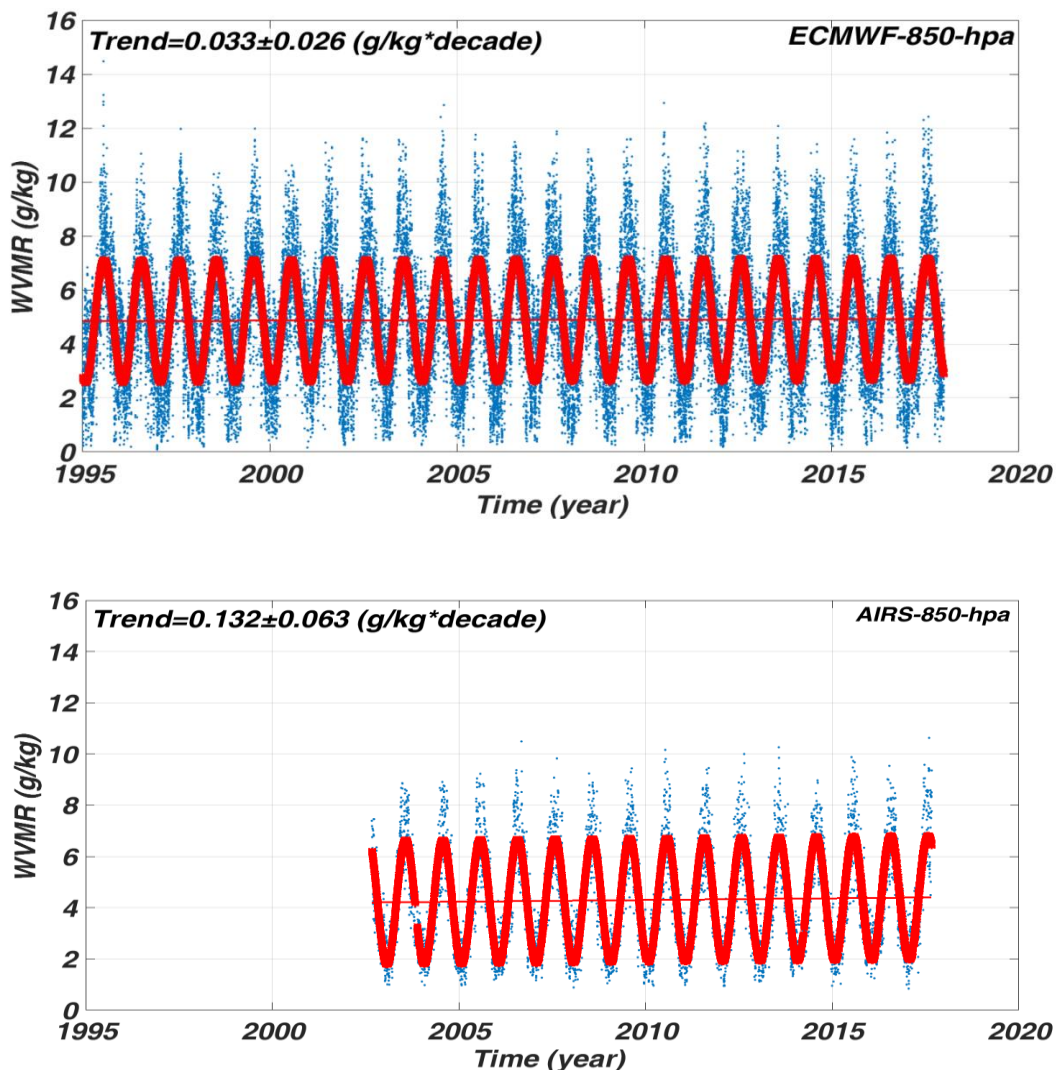 Trend=0.033±0.026 (g/kg*decade) ECMWF-850-hpa
16
14
12
10
8
6
4
2
0
WVMR (g/kg)
1995 2000 2005 2010 2015 2020
Time (year)
Trend=0.132±0.063 (g/kg*decade) AIRS-850-hpa
16
14
12
10
8
6
4
2
0
WVMR (g/kg)
1995 2000 2005 2010 2015 2020
Time (year)